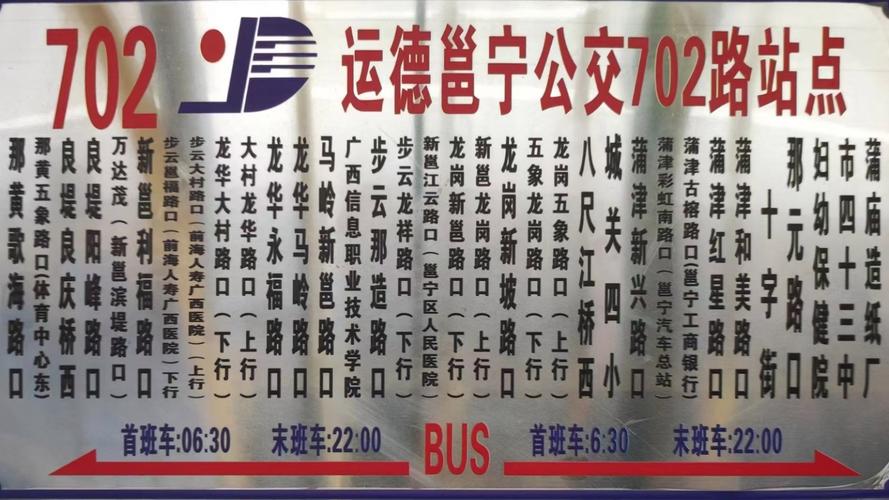 702
运德邕宁公交702路站点
那黄歌海路口
那黄五象路口(体育中心东)
良堤良庆桥西
良堤阳峰路口
万达茂(新邕滨堤路口)
新邕利福路口
步云邕福路口(前海人寿广西医院)(下行
步云大村路口(前海人寿广西医院)(上行)
龙华大村路口(下行)
大村龙华路口(上行)
龙华永福路口
龙华马岭路口
马岭新邕路口
广西信息职业技术学院
步云那造路口
步云龙祥路口(下行)
新邕江云路口(邕宁区人民医院)
龙岗新邕路口(下行)
新邕龙岗路口(上行)
龙岗新坡路口
五象龙岗路口(下行)
龙岗五象路口(上行)
八尺江桥西
城关四小
蒲津新兴路口
蒲津彩虹南路口(邕宁汽车总站)
蒲津古榕路口(邕宁工商银行)
蒲津红星路口
蒲津和美路口
十字街
那元路口
妇幼保健院
市四十三中
蒲庙造纸厂
首班车:06:30 末班车:22:00
BUS
首班车:6:30 末班车:22:00